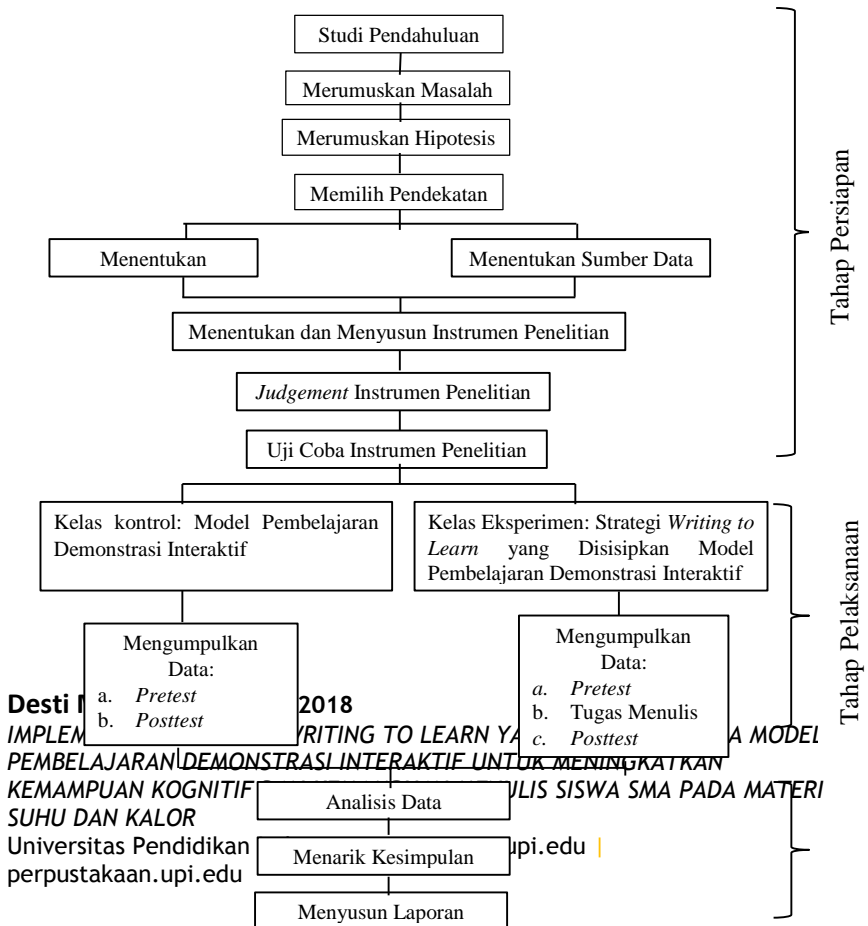 Studi Pendahuluan
Merumuskan Masalah
Merumuskan Hipotesis
Memilih Pendekatan
Menentukan
Menentukan Sumber Data
Menentukan dan Menyusun Instrumen Penelitian
Judgement Instrumen Penelitian
Uji Coba Instrumen Penelitian
Tahap Persiapan
Kelas kontrol: Model Pembelajaran
Demonstrasi Interaktif
Kelas Eksperimen: Strategi Writing to
Learn yang Disisipkan Model
Pembelajaran Demonstrasi Interaktif
Mengumpulkan
Data:
a. Pretest
b. Posttest
Mengumpulkan
Data:
a. Pretest
b. Tugas Menulis
c. Posttest
Tahap Pelaksanaan
Analisis Data
Menarik Kesimpulan
Menyusun Laporan
Desti 2018
WRITING TO LEARN MODEL
PEMBELAJARAN DEMONSTRASI INTERAKTIF UNTUK MENINGKATKAN
KEMAMPUAN KOGNITIF SISWA SMA PADA MATERI
SUHU DAN KALOR
Universitas Pendidikan upi.edu |
perpustakaan.upi.edu